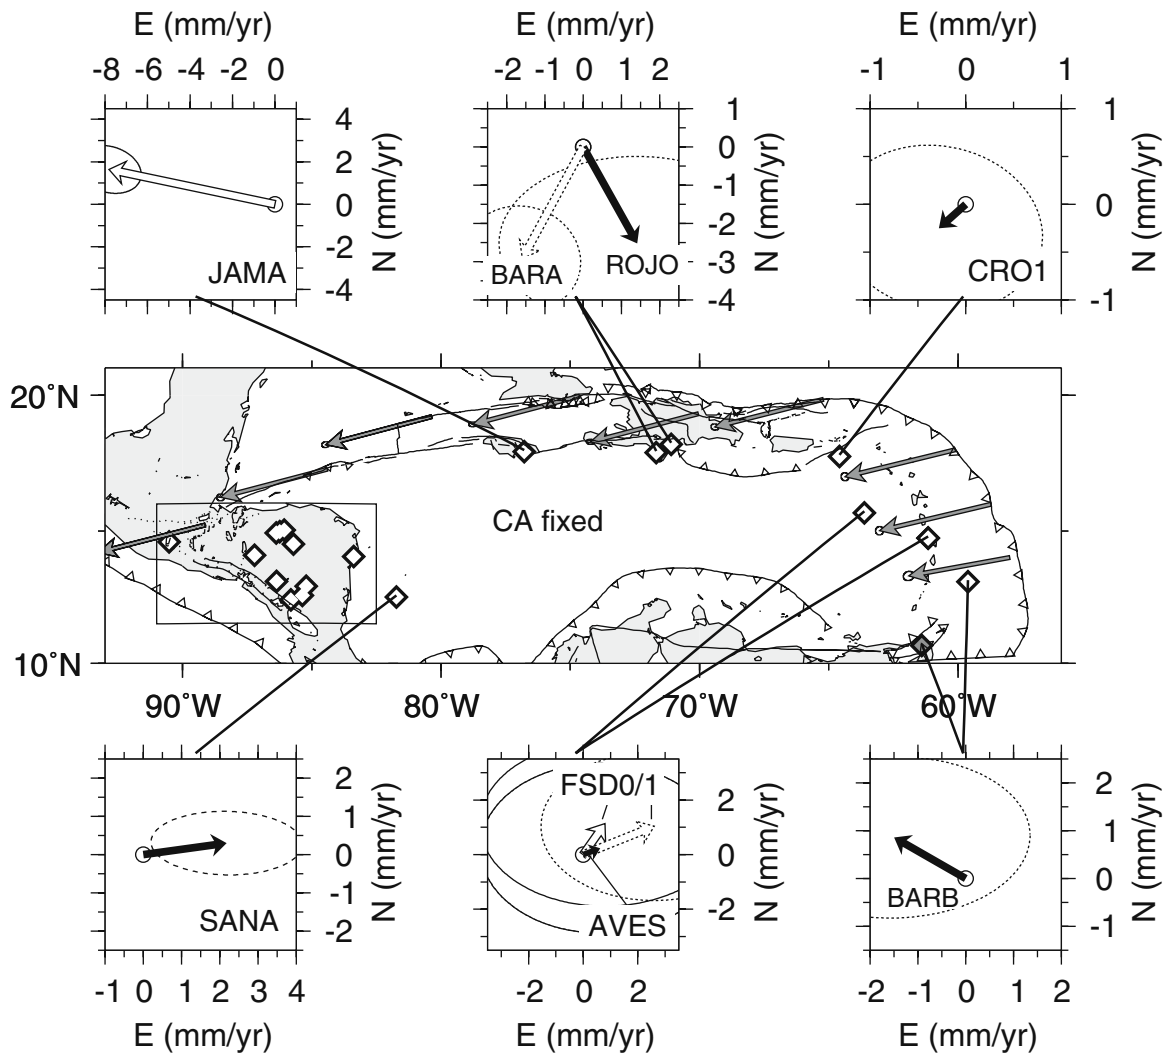 E (mm/yr) E (mm/yr) E (mm/yr)
-8 -6 -4 -2 0 -2 -1 0 1 2 -1 0 1
4
2
0
-2
-4
N (mm/yr)
JAMA
1
0
-1
-2
-3
-4
N (mm/yr)
BARA ROJO
1
0
-1
N (mm/yr)
CRO1
20°N
CA fixed
10°N
90°W 80°W 70°W 60°W
2
1
0
-1
-2
N (mm/yr)
SANA
FSD0/1
2
0
-2
N (mm/yr)
AVES
2
1
0
-1
N (mm/yr)
BARB
-1 0 1 2 3 4 -2 0 2 -2 -1 0 1 2
E (mm/yr) E (mm/yr) E (mm/yr)